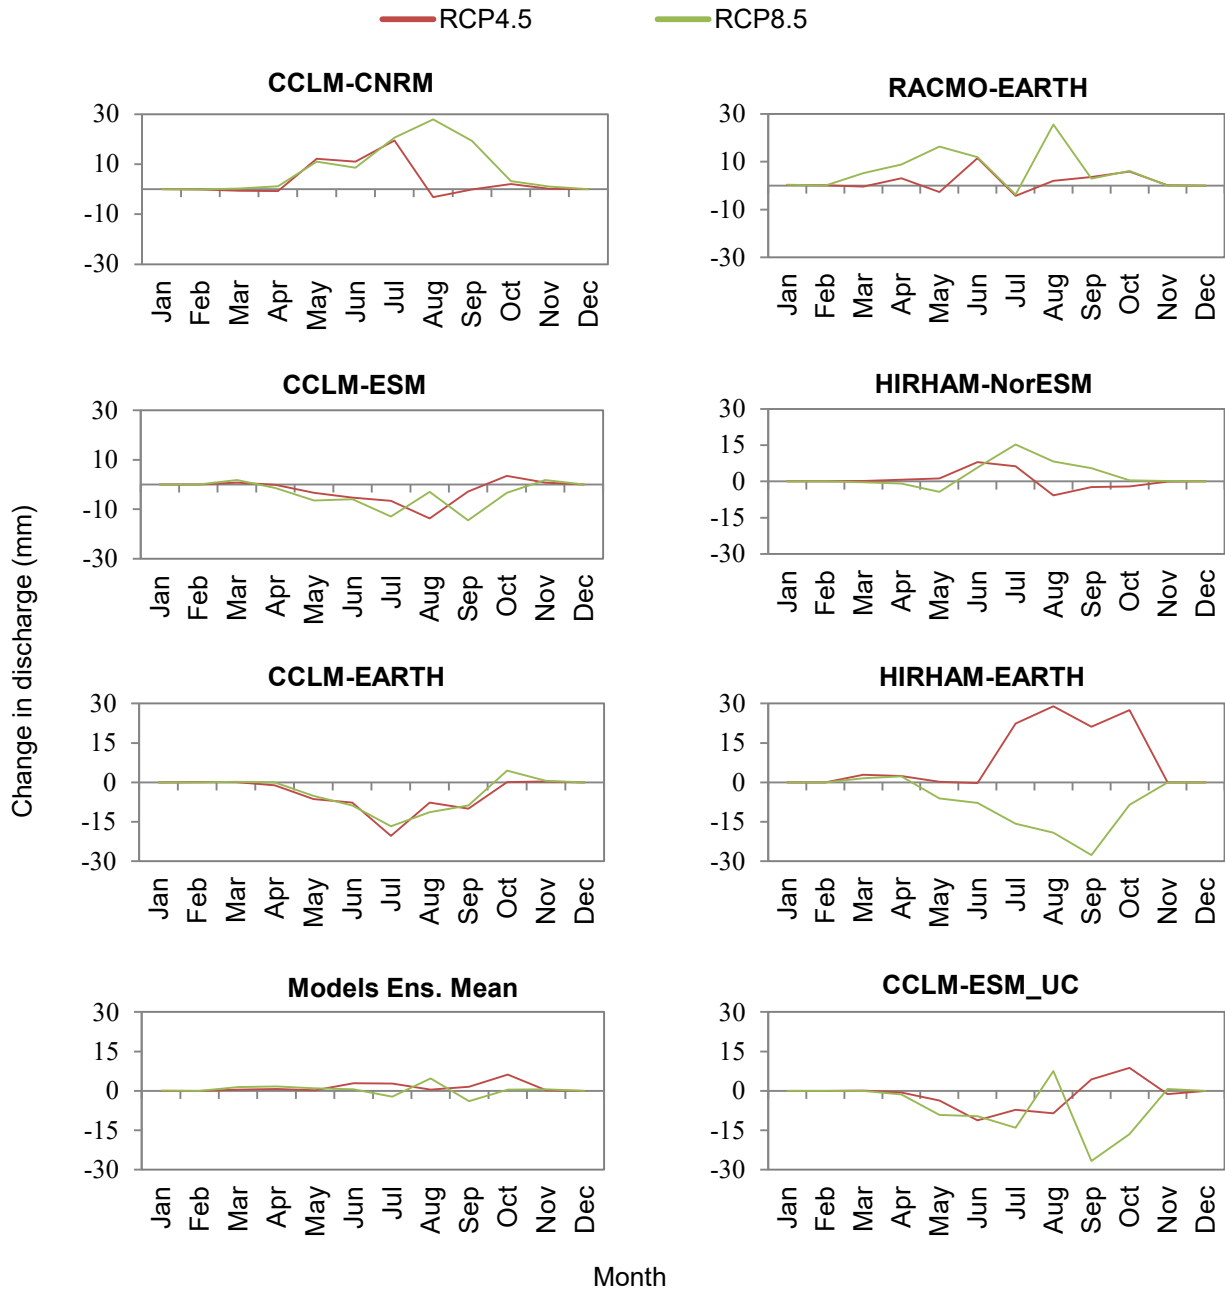 RCP4.5 RCP8.5
CCLM-CNRM
30
10
-10
-30
Jan Feb Mar Apr May Jun Jul Aug Sep Oct Nov Dec
RACMO-EARTH
30
10
-10
-30
Jan Feb Mar Apr May Jun Jul Aug Sep Oct Nov Dec
CCLM-ESM
30
10
-10
-30
Jan Feb Mar Apr May Jun Jul Aug Sep Oct Nov Dec
HIRHAM-NorESM
30
15
0
-15
-30
Jan Feb Mar Apr May Jun Jul Aug Sep Oct Nov Dec
Change in discharge (mm)
CCLM-EARTH
30
15
0
-15
-30
Jan Feb Mar Apr May Jun Jul Aug Sep Oct Nov Dec
HIRHAM-EARTH
30
15
0
-15
-30
Jan Feb Mar Apr May Jun Jul Aug Sep Oct Nov Dec
Models Ens. Mean
30
15
0
-15
-30
Jan Feb Mar Apr May Jun Jul Aug Sep Oct Nov Dec
CCLM-ESM_UC
30
15
0
-15
-30
Jan Feb Mar Apr May Jun Jul Aug Sep Oct Nov Dec
Month